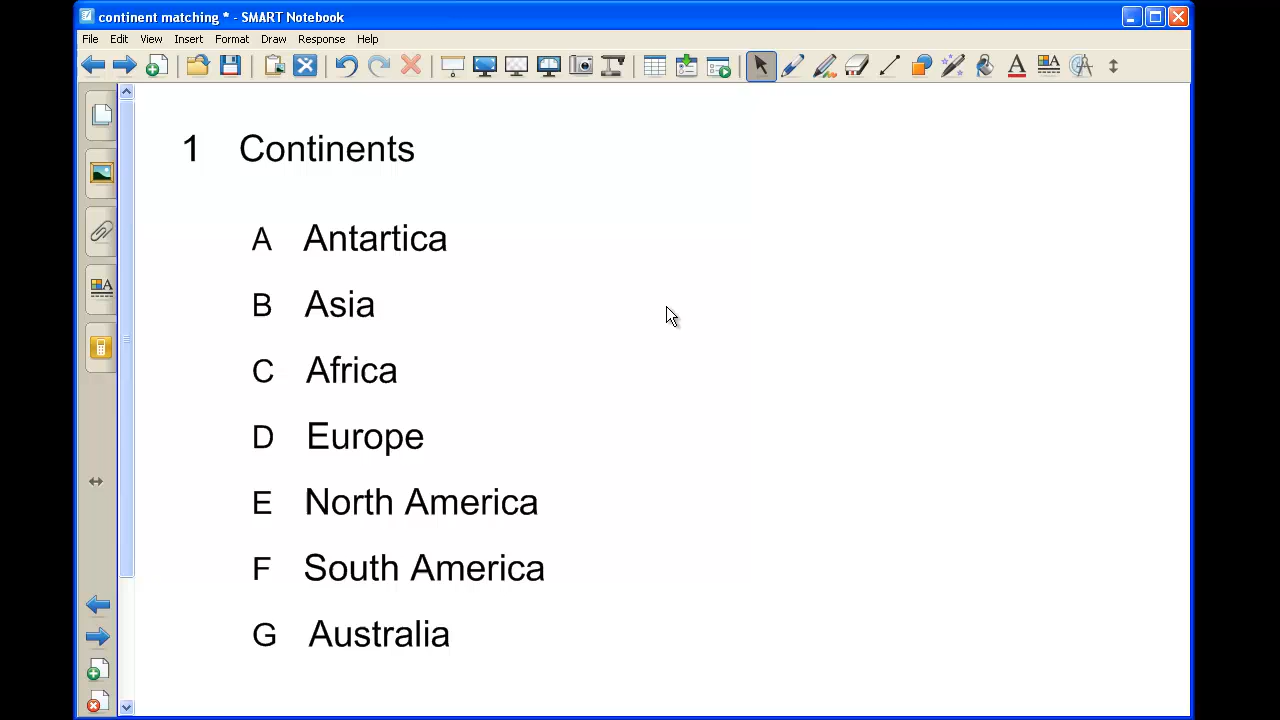 continent matching * - SMART Notebook
File Edit View Insert Format Draw Response Help
1 Continents
A Antartica
B Asia
C Africa
D Europe
E North America
F South America
G Australia